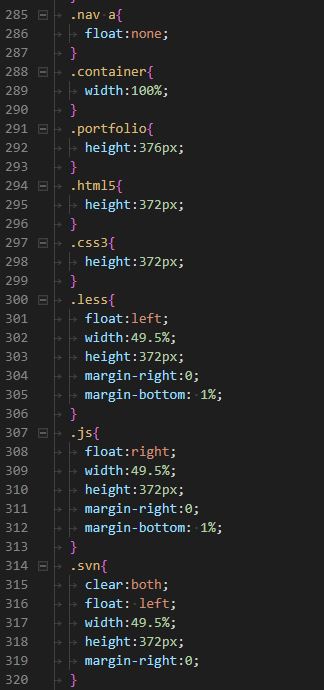 285 .nav a{
286 float:none;
287 }
288 .container{
289 width:100%;
290 }
291 .portfolio{
292 height:376px;
293 }
294 .html5{
295 height:372px;
296 }
297 .css3{
298 height:372px;
299 }
300 .less{
301 float:left;
302 width:49.5%;
303 height:372px;
304 margin-right:0;
305 margin-bottom: 1%;
306 }
307 .js{
308 float:right;
309 width:49.5%;
310 height:372px;
311 margin-right:0;
312 margin-bottom: 1%;
313 }
314 .svn{
315 clear:both;
316 float: left;
317 width:49.5%;
318 height:372px;
319 margin-right:0;
320 }